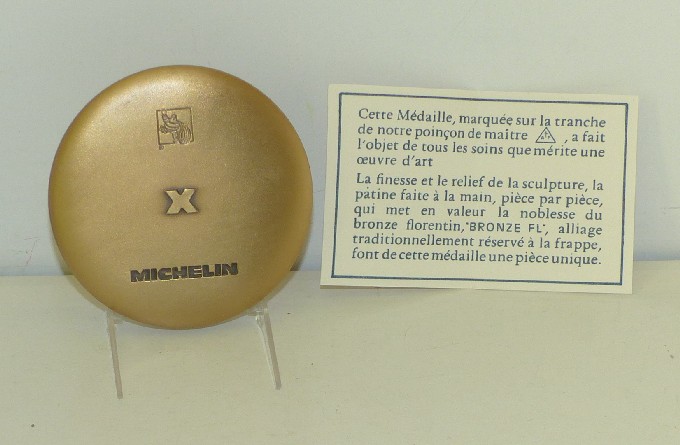 X
MICHELIN
Cette Médaille, marquée sur la tranche
de notre poinçon de maitre , a fait
l'objet de tous les soins que mérite une
œuvre d'art
La finesse et le relief de la sculpture, la
patine faite à la main, pièce par pièce,
qui met en valeur la noblesse du
bronze florentin, "BRONZE FL", alliage
traditionnellement réservé à la frappe,
font de cette médaille une pièce unique.